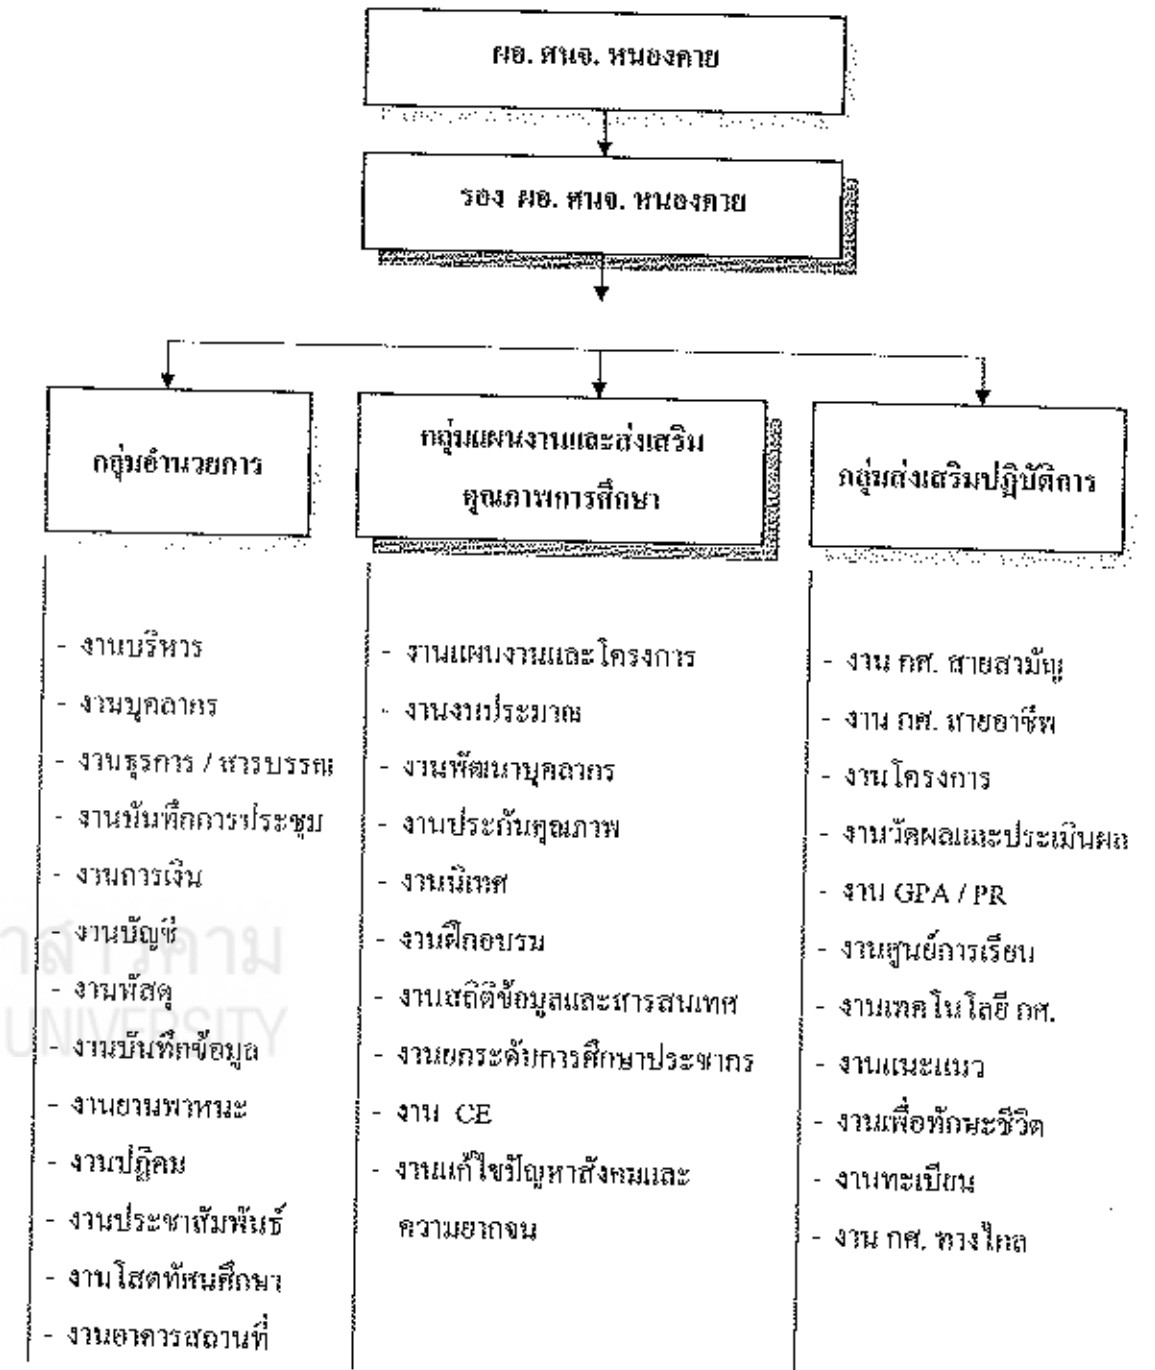 ผอ. ศนจ. หนองคาย
รอง ผอ. ศนจ. หนองคาย
กลุ่มอำนวยการ
- งานบริหาร
- งานบุคลากร
- งานธุรการ / สารบรรณ
- งานบันทึกการประชุม
- งานการเงิน
- งานบัญชี
- งานพัสดุ
- งานบันทึกข้อมูล
- งานยานพาหนะ
- งานปฏิคม
- งานประชาสัมพันธ์
- งานโสตทัศนศึกษา
- งานอาคารสถานที่
กลุ่มแผนงานและส่งเสริม
คุณภาพการศึกษา
- งานแผนงานและโครงการ
- งานงบประมาณ
- งานพัฒนาบุคลากร
- งานประกันคุณภาพ
- งานนิเทศ
- งานฝึกอบรม
- งานสถิติข้อมูลและสารสนเทศ
- งานยกระดับการศึกษาประชากร
- งาน CE
- งานแก้ไขปัญหาสังคมและ
ความยากจน
กลุ่มส่งเสริมปฏิบัติการ
- งาน กศ. สายสามัญ
- งาน กศ. สายอาชีพ
- งานโครงการ
- งานวัดผลและประเมินผล
- งาน GPA / PR
- งานศูนย์การเรียน
- งานเทคโนโลยี กศ.
- งานแนะแนว
- งานเพื่อทักษะชีวิต
- งานทะเบียน
- งาน กศ. ทางไกล
UNIVERSITY